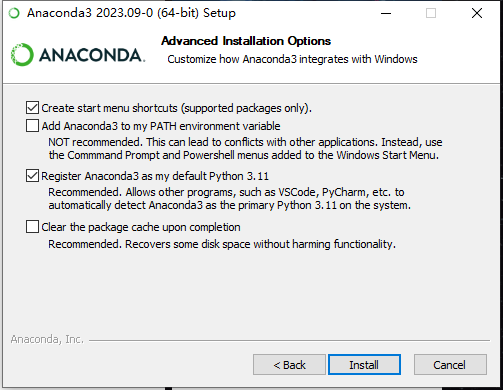 Anaconda3 2023.09-0 (64-bit) Setup
ANACONDA.
Advanced Installation Options
Customize how Anaconda3 integrates with Windows
Create start menu shortcuts (supported packages only).
Add Anaconda3 to my PATH environment variable
NOT recommended. This can lead to conflicts with other applications. Instead, use
the Commmand Prompt and Powershell menus added to the Windows Start Menu.
Register Anaconda3 as my default Python 3.11
Recommended. Allows other programs, such as VSCode, PyCharm, etc. to
automatically detect Anaconda3 as the primary Python 3.11 on the system.
Clear the package cache upon completion
Recommended. Recovers some disk space without harming functionality.
Anaconda, Inc.
< Back
Install
Cancel